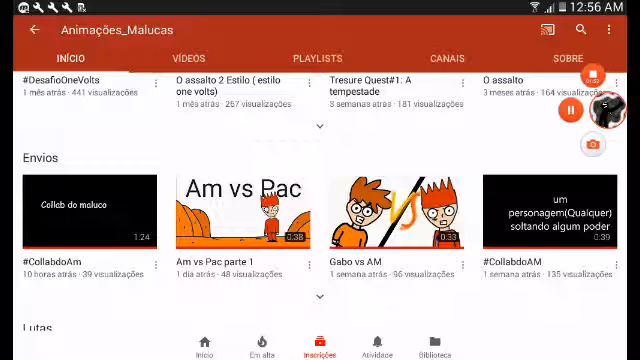 12:56 AM
Animações_Malucas
INÍCIO
VÍDEOS
PLAYLISTS
CANAIS
SOBRE
#DesafioOneVolts
1 mês atrás · 441 visualizações
O assalto 2 Estilo ( estilo
one volts)
1 mês atrás · 267 visualizações
Tresure Quest#1: A
tempestade
3 semanas atrás · 181 visualizações
O assalto
3 meses atrás · 164 visualizações
Envios
Collab do maluco
1:24
Am vs Pac
0:38
VS
0:33
um
personagem(Qualquer)
soltando algum poder
0:39
#CollabdoAm
10 horas atrás · 39 visualizações
Am vs Pac parte 1
1 dia atrás · 48 visualizações
Gabo vs AM
1 semana atrás · 96 visualizações
#CollabdoAM
1 semana atrás · 135 visualizações
Lutas
Início
Em alta
Inscrições
Atividade
Biblioteca